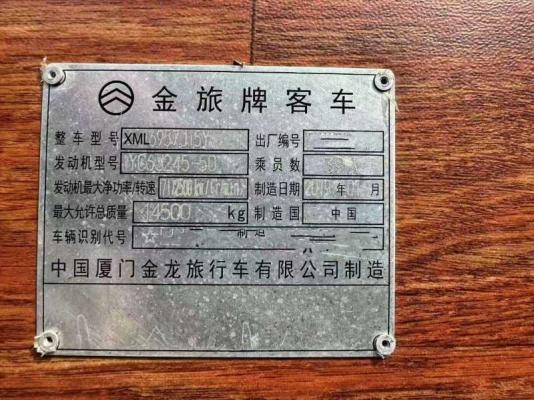 金旅牌客车
整车型号 XML6957J15Y 出厂编号
发动机型号 YC6J245-50 乘员数
发动机最大净功率/转速 制造日期 年 月
最大允许总质量 14500 kg 制造国 中国
车辆识别代号
中国厦门金龙旅行车有限公司制造